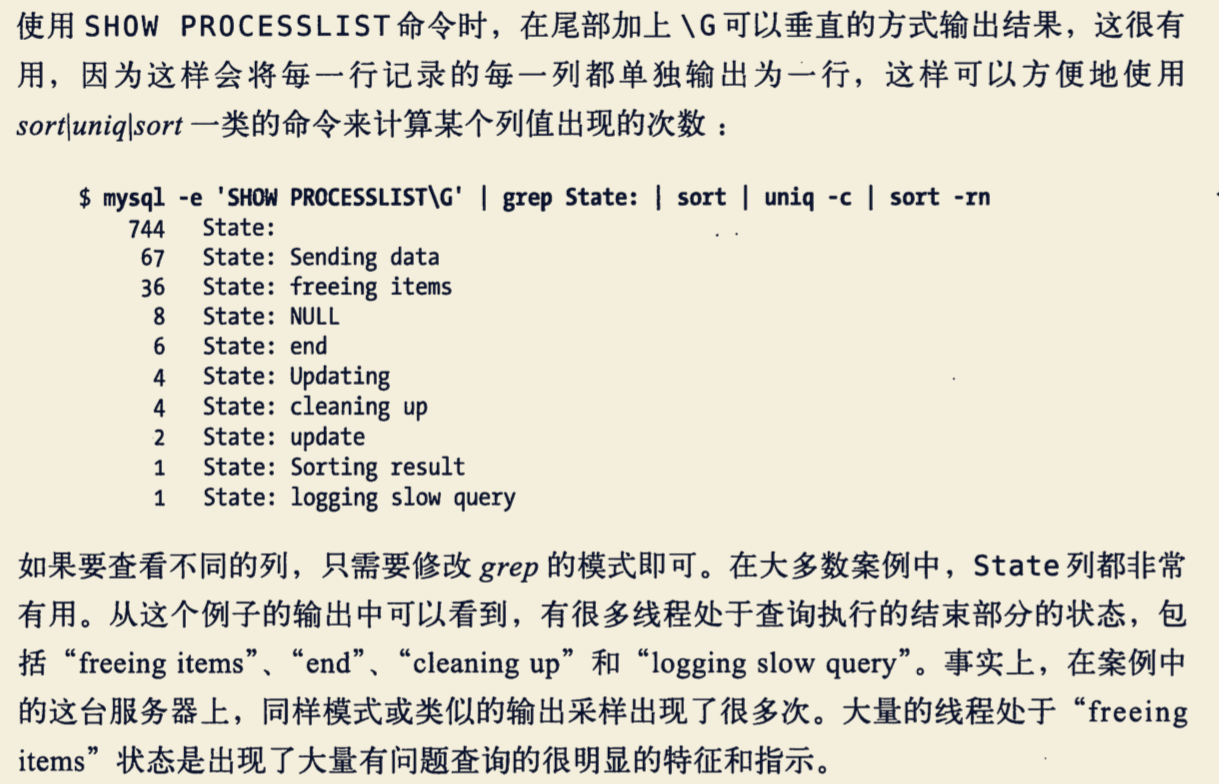 使用 SHOW PROCESSLIST 命令时，在尾部加上 \G 可以垂直的方式输出结果，这很有
用，因为这样会将每一行记录的每一列都单独输出为一行，这样可以方便地使用
sort|uniq|sort 一类的命令来计算某个列值出现的次数：
$ mysql -e 'SHOW PROCESSLIST\G' | grep State: | sort | uniq -c | sort -rn
744 State:
67 State: Sending data
36 State: freeing items
8 State: NULL
6 State: end
4 State: Updating
4 State: cleaning up
2 State: update
1 State: Sorting result
1 State: logging slow query
如果要查看不同的列，只需要修改 grep 的模式即可。在大多数案例中，State 列都非常
有用。从这个例子的输出中可以看到，有很多线程处于查询执行的结束部分的状态，包
括“freeing items”、“end”、“cleaning up”和“logging slow query”。事实上，在案例中
的这台服务器上，同样模式或类似的输出采样出现了很多次。大量的线程处于“freeing
items”状态是出现了大量有问题查询的很明显的特征和指示。